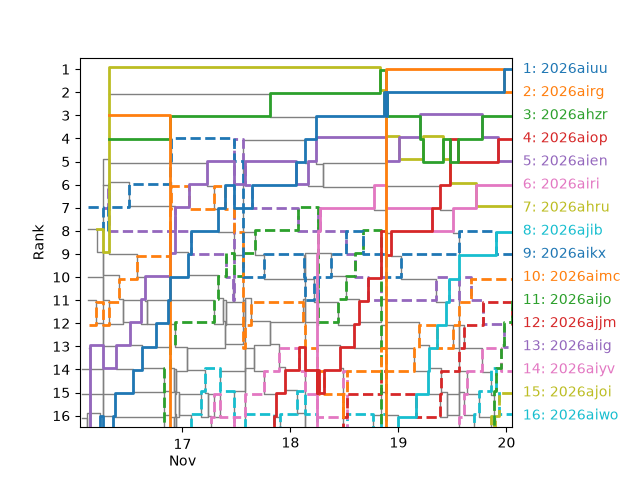 1
2
3
4
5
6
7
8
9
10
11
12
13
14
15
16
Rank
17
18
19
20
Nov
1: 2026aiuu
2: 2026airg
3: 2026ahzr
4: 2026aiop
5: 2026aien
6: 2026airi
7: 2026ahru
8: 2026ajib
9: 2026aikx
10: 2026aimc
11: 2026aijo
12: 2026ajjm
13: 2026aiig
14: 2026aiyv
15: 2026ajoi
16: 2026aiwo